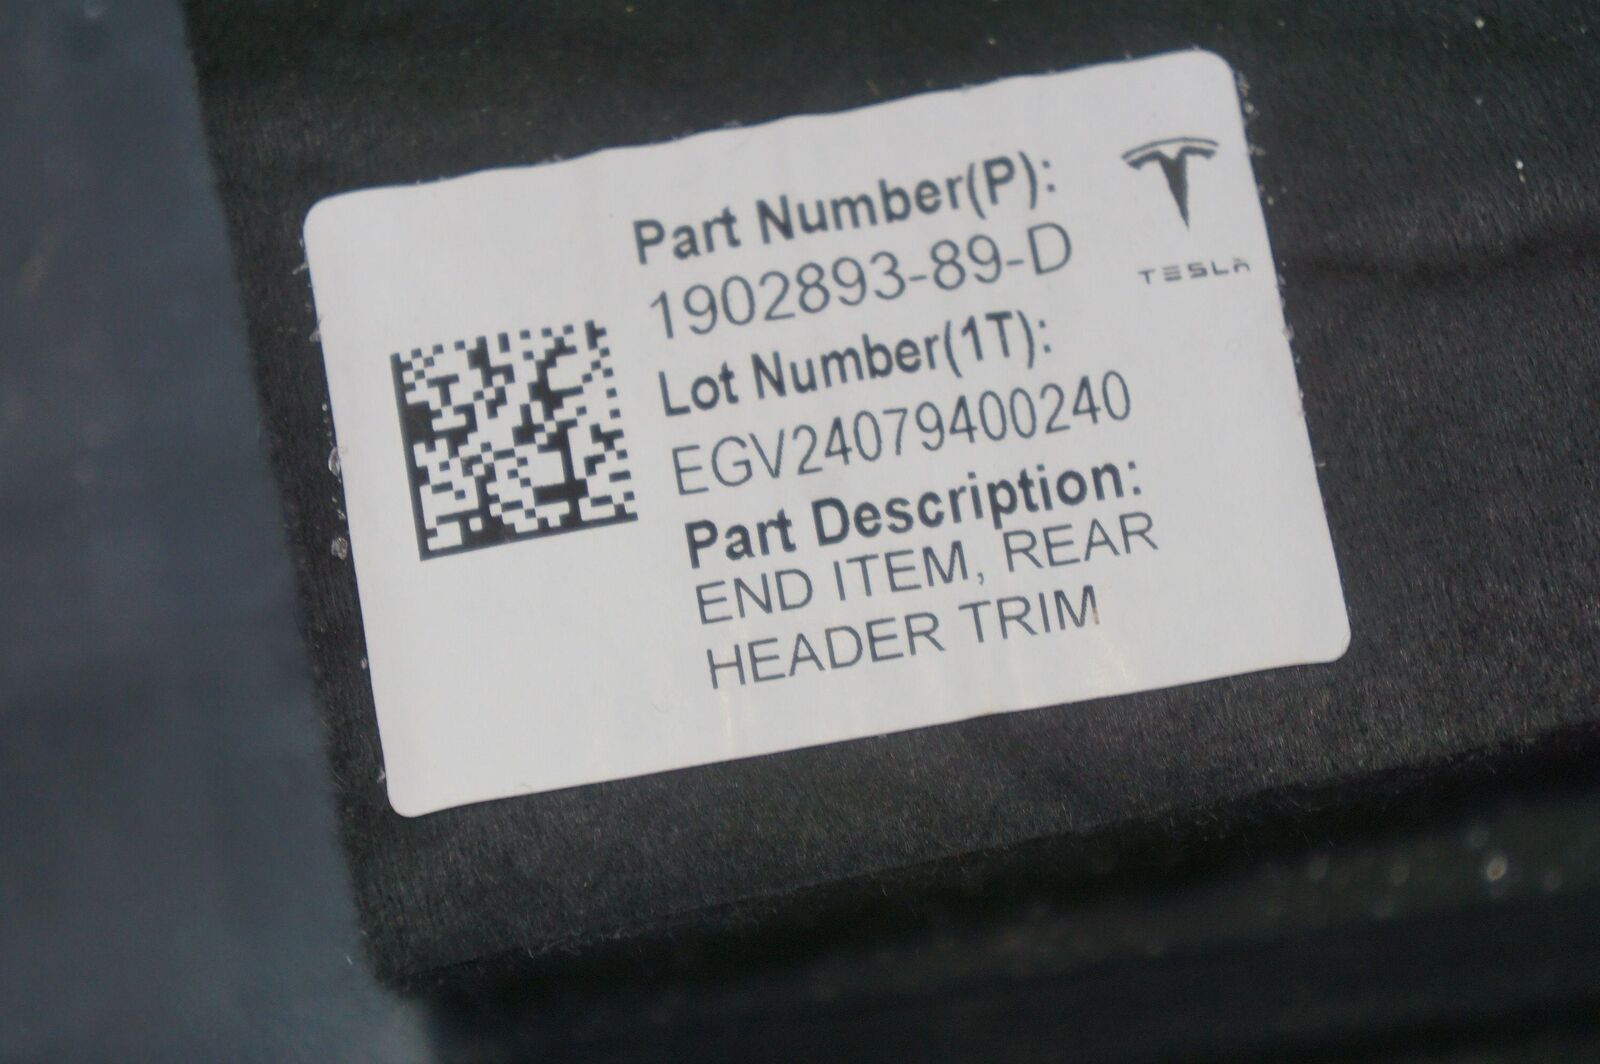 Part Number(P):
1902893-89-D
TESLA
Lot Number(1T):
EGV24079400240
Part Description:
END ITEM, REAR
HEADER TRIM